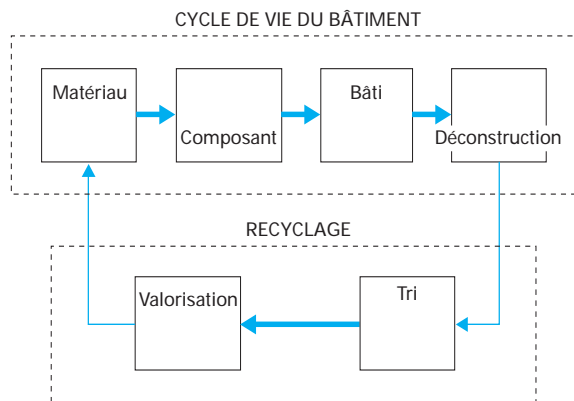 CYCLE DE VIE DU BÂTIMENT
Matériau
Composant
Bâti
Déconstruction
RECYCLAGE
Valorisation
Tri